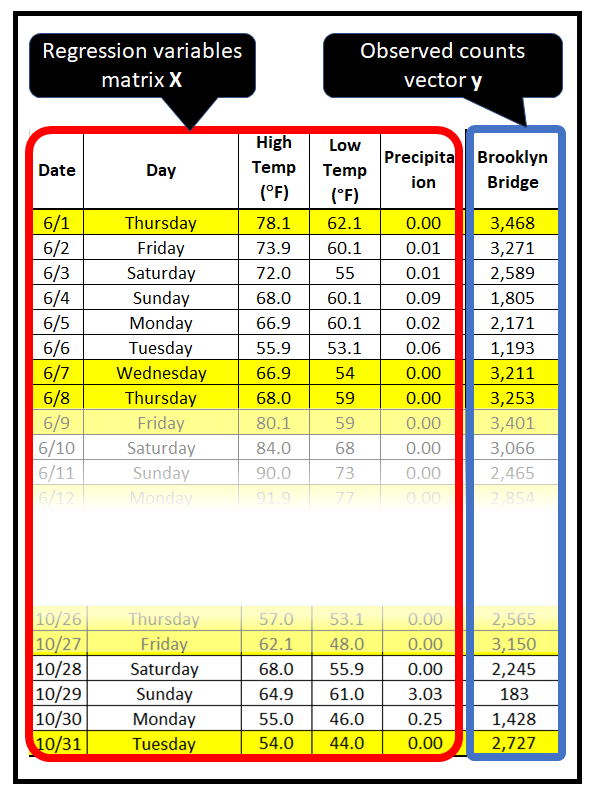 Regression variables
matrix X
Observed counts
vector y
Date Day High Temp (°F) Low Temp (°F) Precipitation Brooklyn Bridge
6/1 Thursday 78.1 62.1 0.00 3,468
6/2 Friday 73.9 60.1 0.01 3,271
6/3 Saturday 72.0 55 0.01 2,589
6/4 Sunday 68.0 60.1 0.09 1,805
6/5 Monday 66.9 60.1 0.02 2,171
6/6 Tuesday 55.9 53.1 0.06 1,193
6/7 Wednesday 66.9 54 0.00 3,211
6/8 Thursday 68.0 59 0.00 3,253
6/9 Friday 80.1 59 0.00 3,401
6/10 Saturday 84.0 68 0.00 3,066
6/11 Sunday 90.0 73 0.00 2,465
6/12 Monday 91.9 77 0.00 2,854
10/26 Thursday 57.0 53.1 0.00 2,565
10/27 Friday 62.1 48.0 0.00 3,150
10/28 Saturday 68.0 55.9 0.00 2,245
10/29 Sunday 64.9 61.0 3.03 183
10/30 Monday 55.0 46.0 0.25 1,428
10/31 Tuesday 54.0 44.0 0.00 2,727